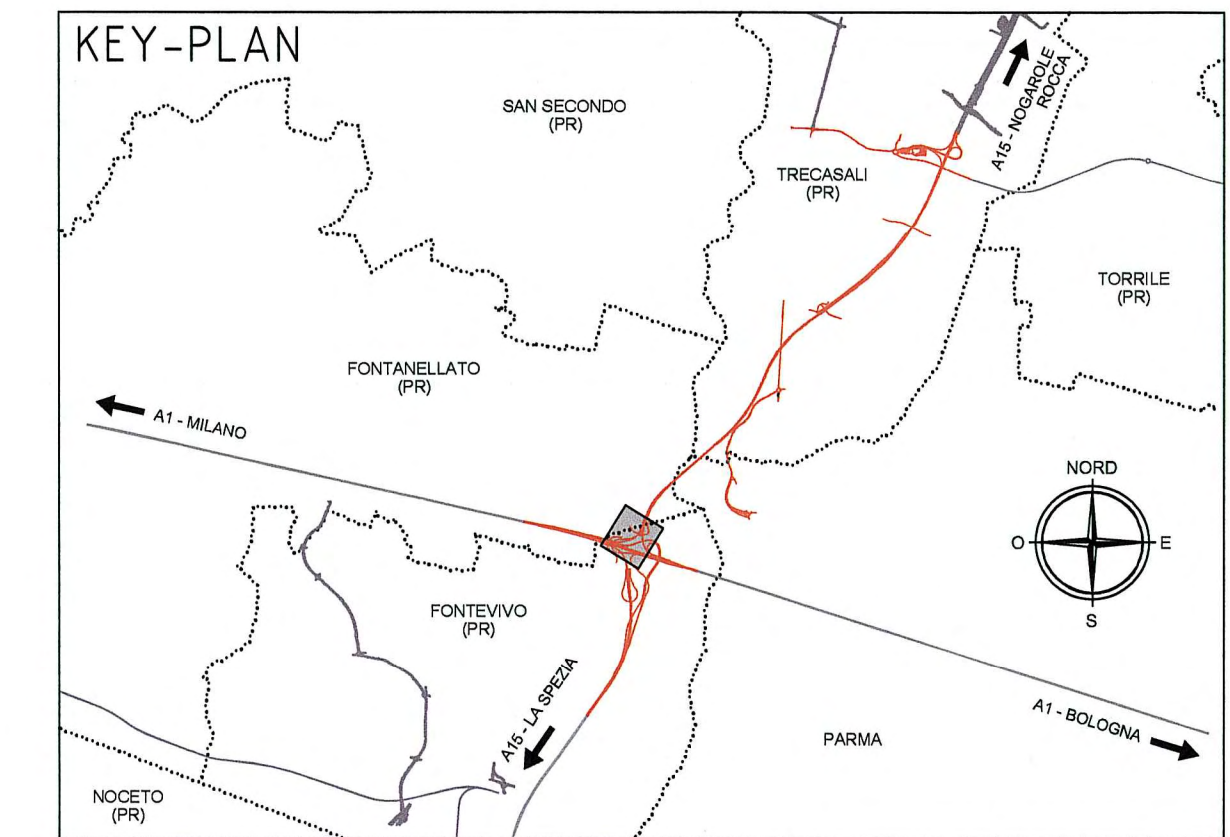 KEY-PLAN
SAN SECONDO
(PR)
A15 - NOGAROLE
ROCCA
TRECASALI
(PR)
TORRILE
(PR)
FONTANELLATO
(PR)
A1 - MILANO
NORD
O
E
S
FONTEVIVO
(PR)
A15 - LA SPEZIA
A1 - BOLOGNA
PARMA
NOCETO
(PR)